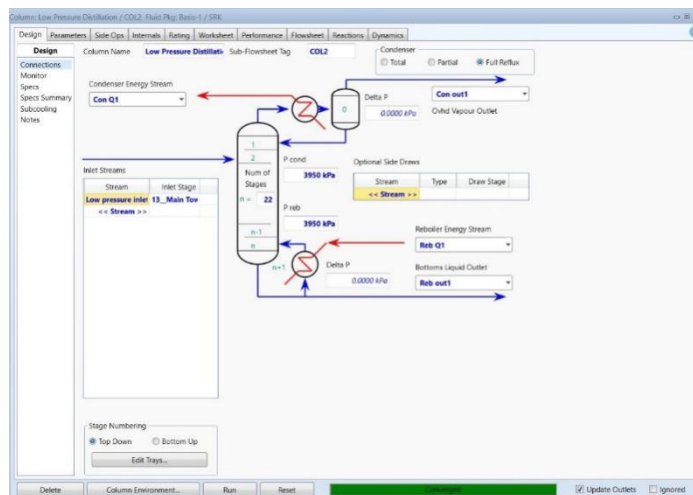 Column: Low Pressure Distillation / COL2 Fluid Pkg: Basis-1 / SRK
Design Parameters Side Ops Internals Rating Worksheet Performance Flowsheet Reactions Dynamics
Design
Connections
Monitor
Specs
Specs Summary
Subcooling
Notes
Column Name Low Pressure Distillati Sub-Flowsheet Tag COL2
Condenser
Total Partial Full Reflux
Condenser Energy Stream
Con Q1
0
Delta P
0.0000 kPa
Con out1
Ovhd Vapour Outlet
1
2
Num of
Stages
n = 22
n-1
n
n+1
P cond
3950 kPa
P reb
3950 kPa
Delta P
0.0000 kPa
Optional Side Draws
Stream Type Draw Stage
<< Stream >>
Inlet Streams
Stream Inlet Stage
Low pressure inlet 13__Main Tov
<< Stream >>
Reboiler Energy Stream
Reb Q1
Bottoms Liquid Outlet
Reb out1
Stage Numbering
Top Down Bottom Up
Edit Trays...
Delete Column Environment... Run Reset Converged Update Outlets Ignored